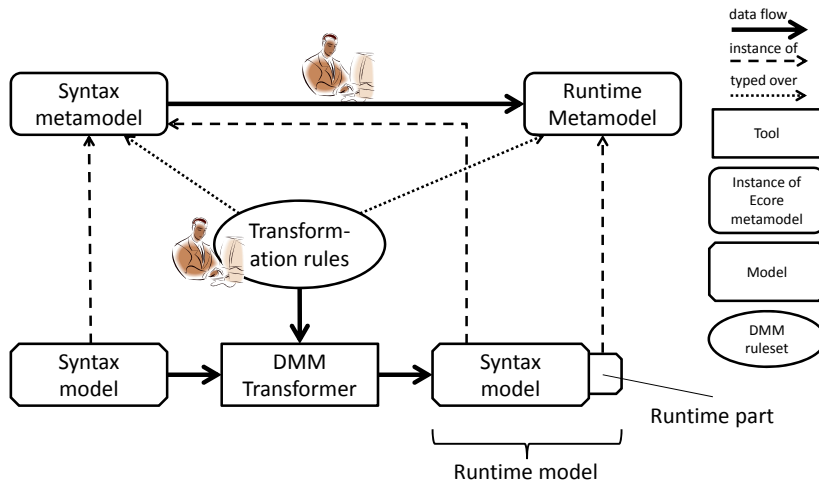 data flow
instance of
typed over
Syntax
metamodel
Runtime
Metamodel
Tool
Instance of
Ecore
metamodel
Transform-
ation rules
Model
DMM
ruleset
Syntax
model
DMM
Transformer
Syntax
model
Runtime part
Runtime model